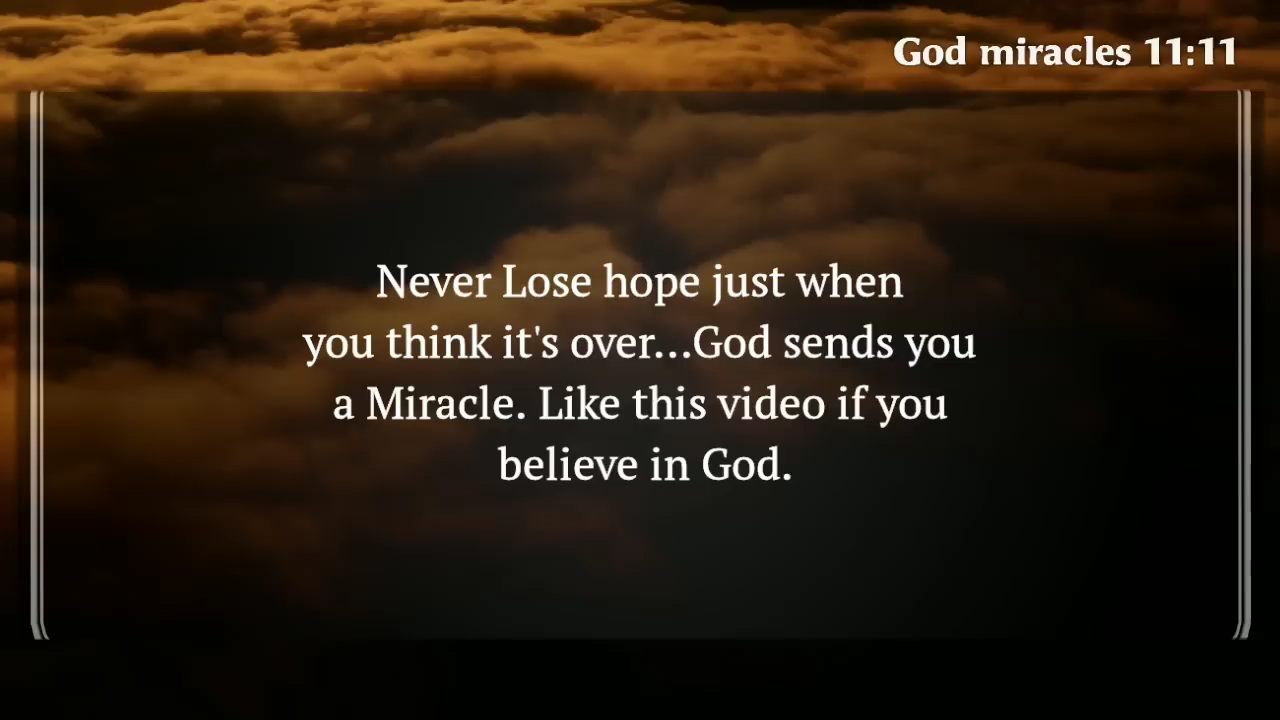 God miracles 11:11
Never Lose hope just when
you think it's over...God sends you
a Miracle. Like this video if you
believe in God.